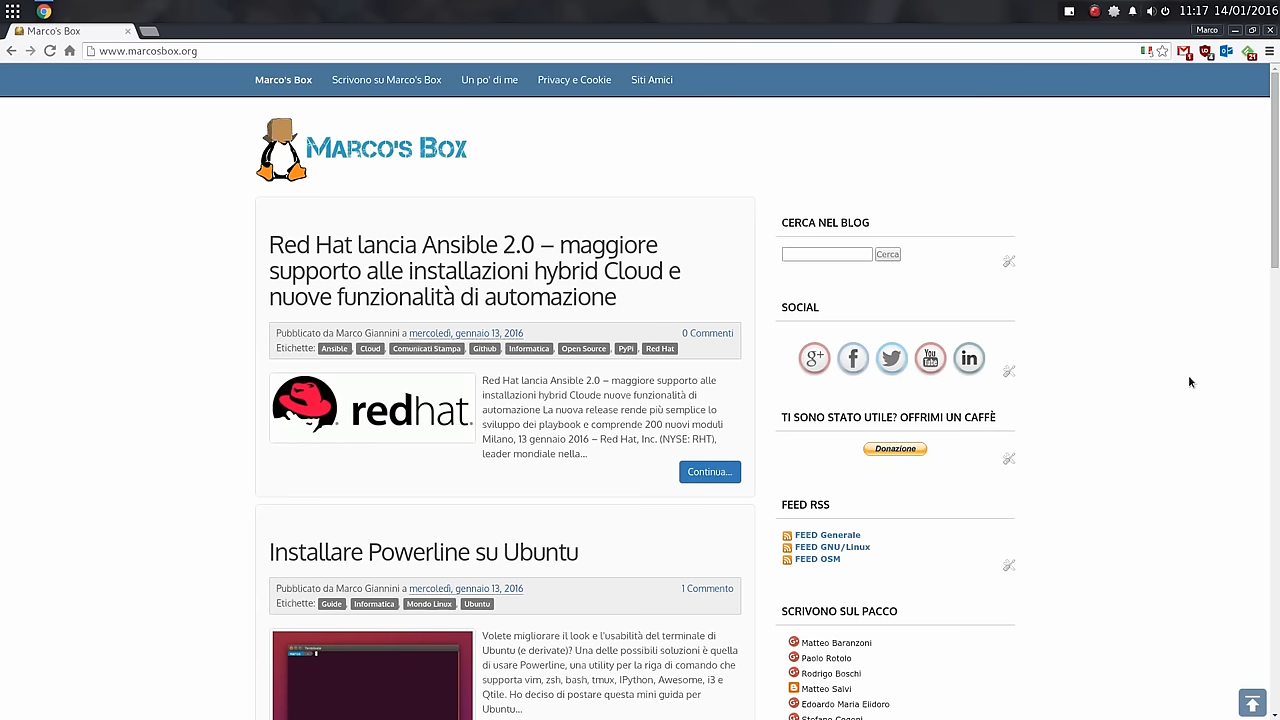 11:17 14/01/2016
Marco's Box
Marco
www.marcosbox.org
Marco's Box
Scrivono su Marco's Box
Un po' di me
Privacy e Cookie
Siti Amici
Marco's Box
Red Hat lancia Ansible 2.0 – maggiore
supporto alle installazioni hybrid Cloud e
nuove funzionalità di automazione
Pubblicato da Marco Giannini a mercoledì, gennaio 13, 2016
0 Commenti
Etichette: Ansible, Cloud, Comunicati Stampa, Github, Informatica, Open Source, PyPi, Red Hat
redhat.
Red Hat lancia Ansible 2.0 – maggiore supporto alle
installazioni hybrid Cloude nuove funzionalità di
automazione La nuova release rende più semplice lo
sviluppo dei playbook e comprende 200 nuovi moduli
Milano, 13 gennaio 2016 – Red Hat, Inc. (NYSE: RHT),
leader mondiale nella...
Continua...
Installare Powerline su Ubuntu
Pubblicato da Marco Giannini a mercoledì, gennaio 13, 2016
1 Commento
Etichette: Guide, Informatica, Mondo Linux, Ubuntu
Volete migliorare il look e l'usabilità del terminale di
Ubuntu (e derivate)? Una delle possibili soluzioni è quella
di usare Powerline, una utility per la riga di comando che
supporta vim, zsh, bash, tmux, IPython, Awesome, i3 e
Qtile. Ho deciso di postare questa mini guida per
Ubuntu...
CERCA NEL BLOG
Cerca
SOCIAL
g+
f
You Tube
in
TI SONO STATO UTILE? OFFRIMI UN CAFFÈ
Donazione
FEED RSS
FEED Generale
FEED GNU/Linux
FEED OSM
SCRIVONO SUL PACCO
Matteo Baranzoni
Paolo Rotolo
Rodrigo Boschi
Matteo Salvi
Edoardo Maria Elidoro